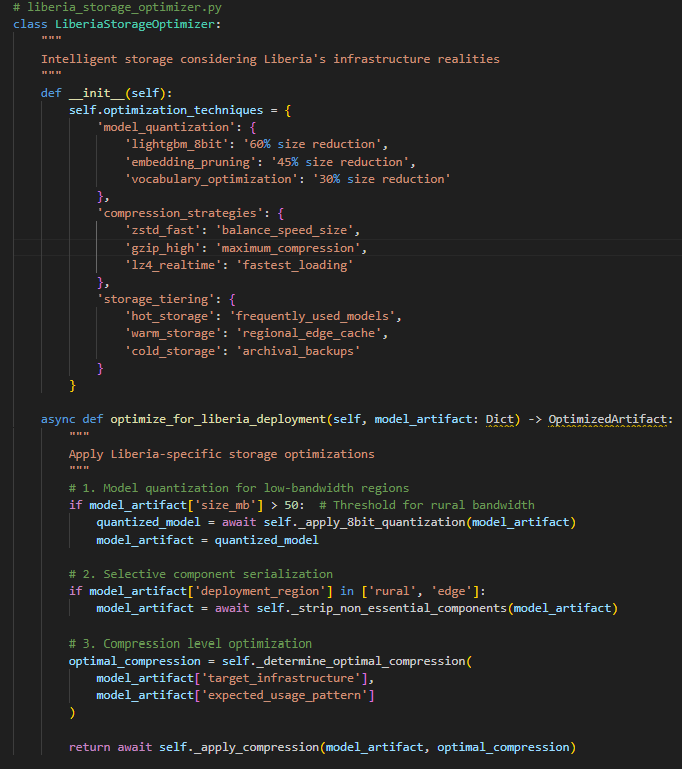 # liberia_storage_optimizer.py
class LiberiaStorageOptimizer:
    """
    Intelligent storage considering Liberia's infrastructure realities
    """
    def __init__(self):
        self.optimization_techniques = {
            'model_quantization': {
                'lightgbm_8bit': '60% size reduction',
                'embedding_pruning': '45% size reduction',
                'vocabulary_optimization': '30% size reduction'
            },
            'compression_strategies': {
                'zstd_fast': 'balance_speed_size',
                'gzip_high': 'maximum_compression',
                'lz4_realtime': 'fastest_loading'
            },
            'storage_tiering': {
                'hot_storage': 'frequently_used_models',
                'warm_storage': 'regional_edge_cache',
                'cold_storage': 'archival_backups'
            }
        }

    async def optimize_for_liberia_deployment(self, model_artifact: Dict) -> OptimizedArtifact:
        """
        Apply Liberia-specific storage optimizations
        """
        # 1. Model quantization for low-bandwidth regions
        if model_artifact['size_mb'] > 50:  # Threshold for rural bandwidth
            quantized_model = await self._apply_8bit_quantization(model_artifact)
            model_artifact = quantized_model

        # 2. Selective component serialization
        if model_artifact['deployment_region'] in ['rural', 'edge']:
            model_artifact = await self._strip_non_essential_components(model_artifact)

        # 3. Compression level optimization
        optimal_compression = self._determine_optimal_compression(
            model_artifact['target_infrastructure'],
            model_artifact['expected_usage_pattern']
        )

        return await self._apply_compression(model_artifact, optimal_compression)